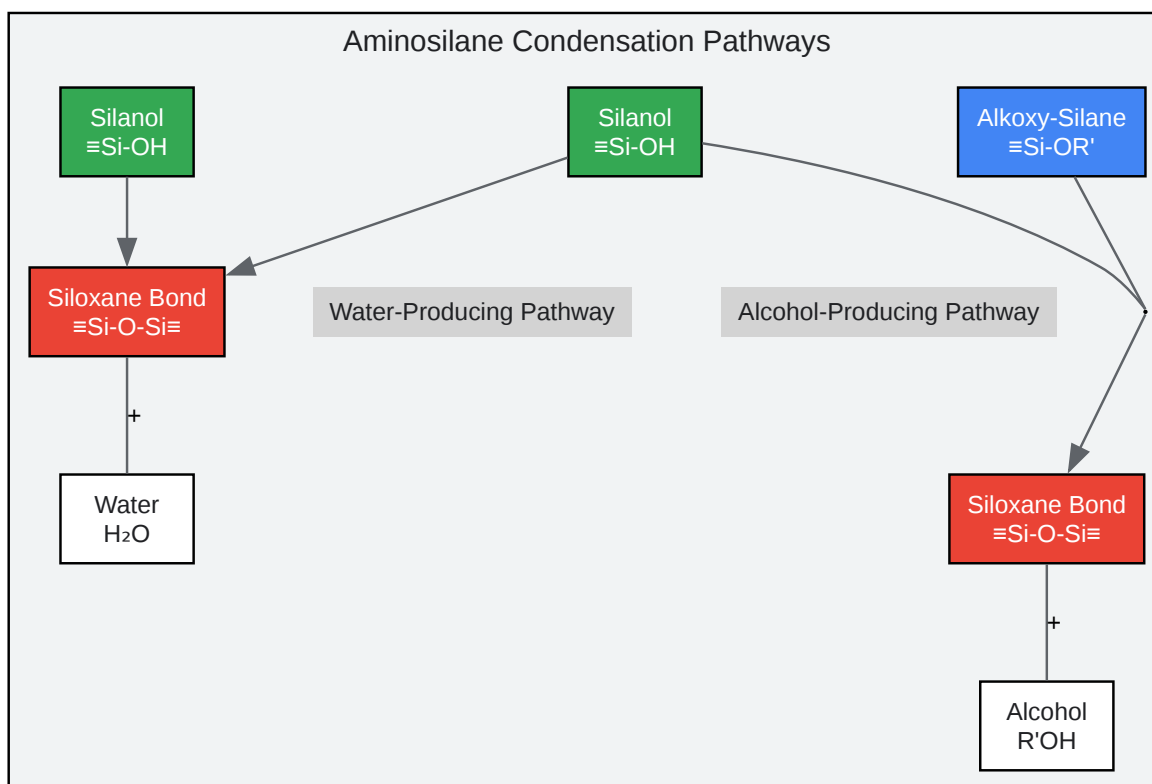 Aminosilane Condensation Pathways
Silanol
≡Si-OH
Silanol
≡Si-OH
Alkoxy-Silane
≡Si-OR'
Siloxane Bond
≡Si-O-Si≡
Water-Producing Pathway
Alcohol-Producing Pathway
+
Water
H₂O
Siloxane Bond
≡Si-O-Si≡
+
Alcohol
R'OH